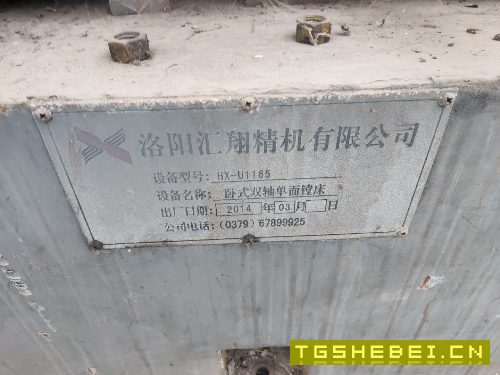 洛阳汇翔精机有限公司
设备型号: HX-U1165
设备名称: 卧式双轴单面镗床
出厂日期: 2014 年 03 月 日
公司电话: (0379) 67899925
TGSHEBEI.CN